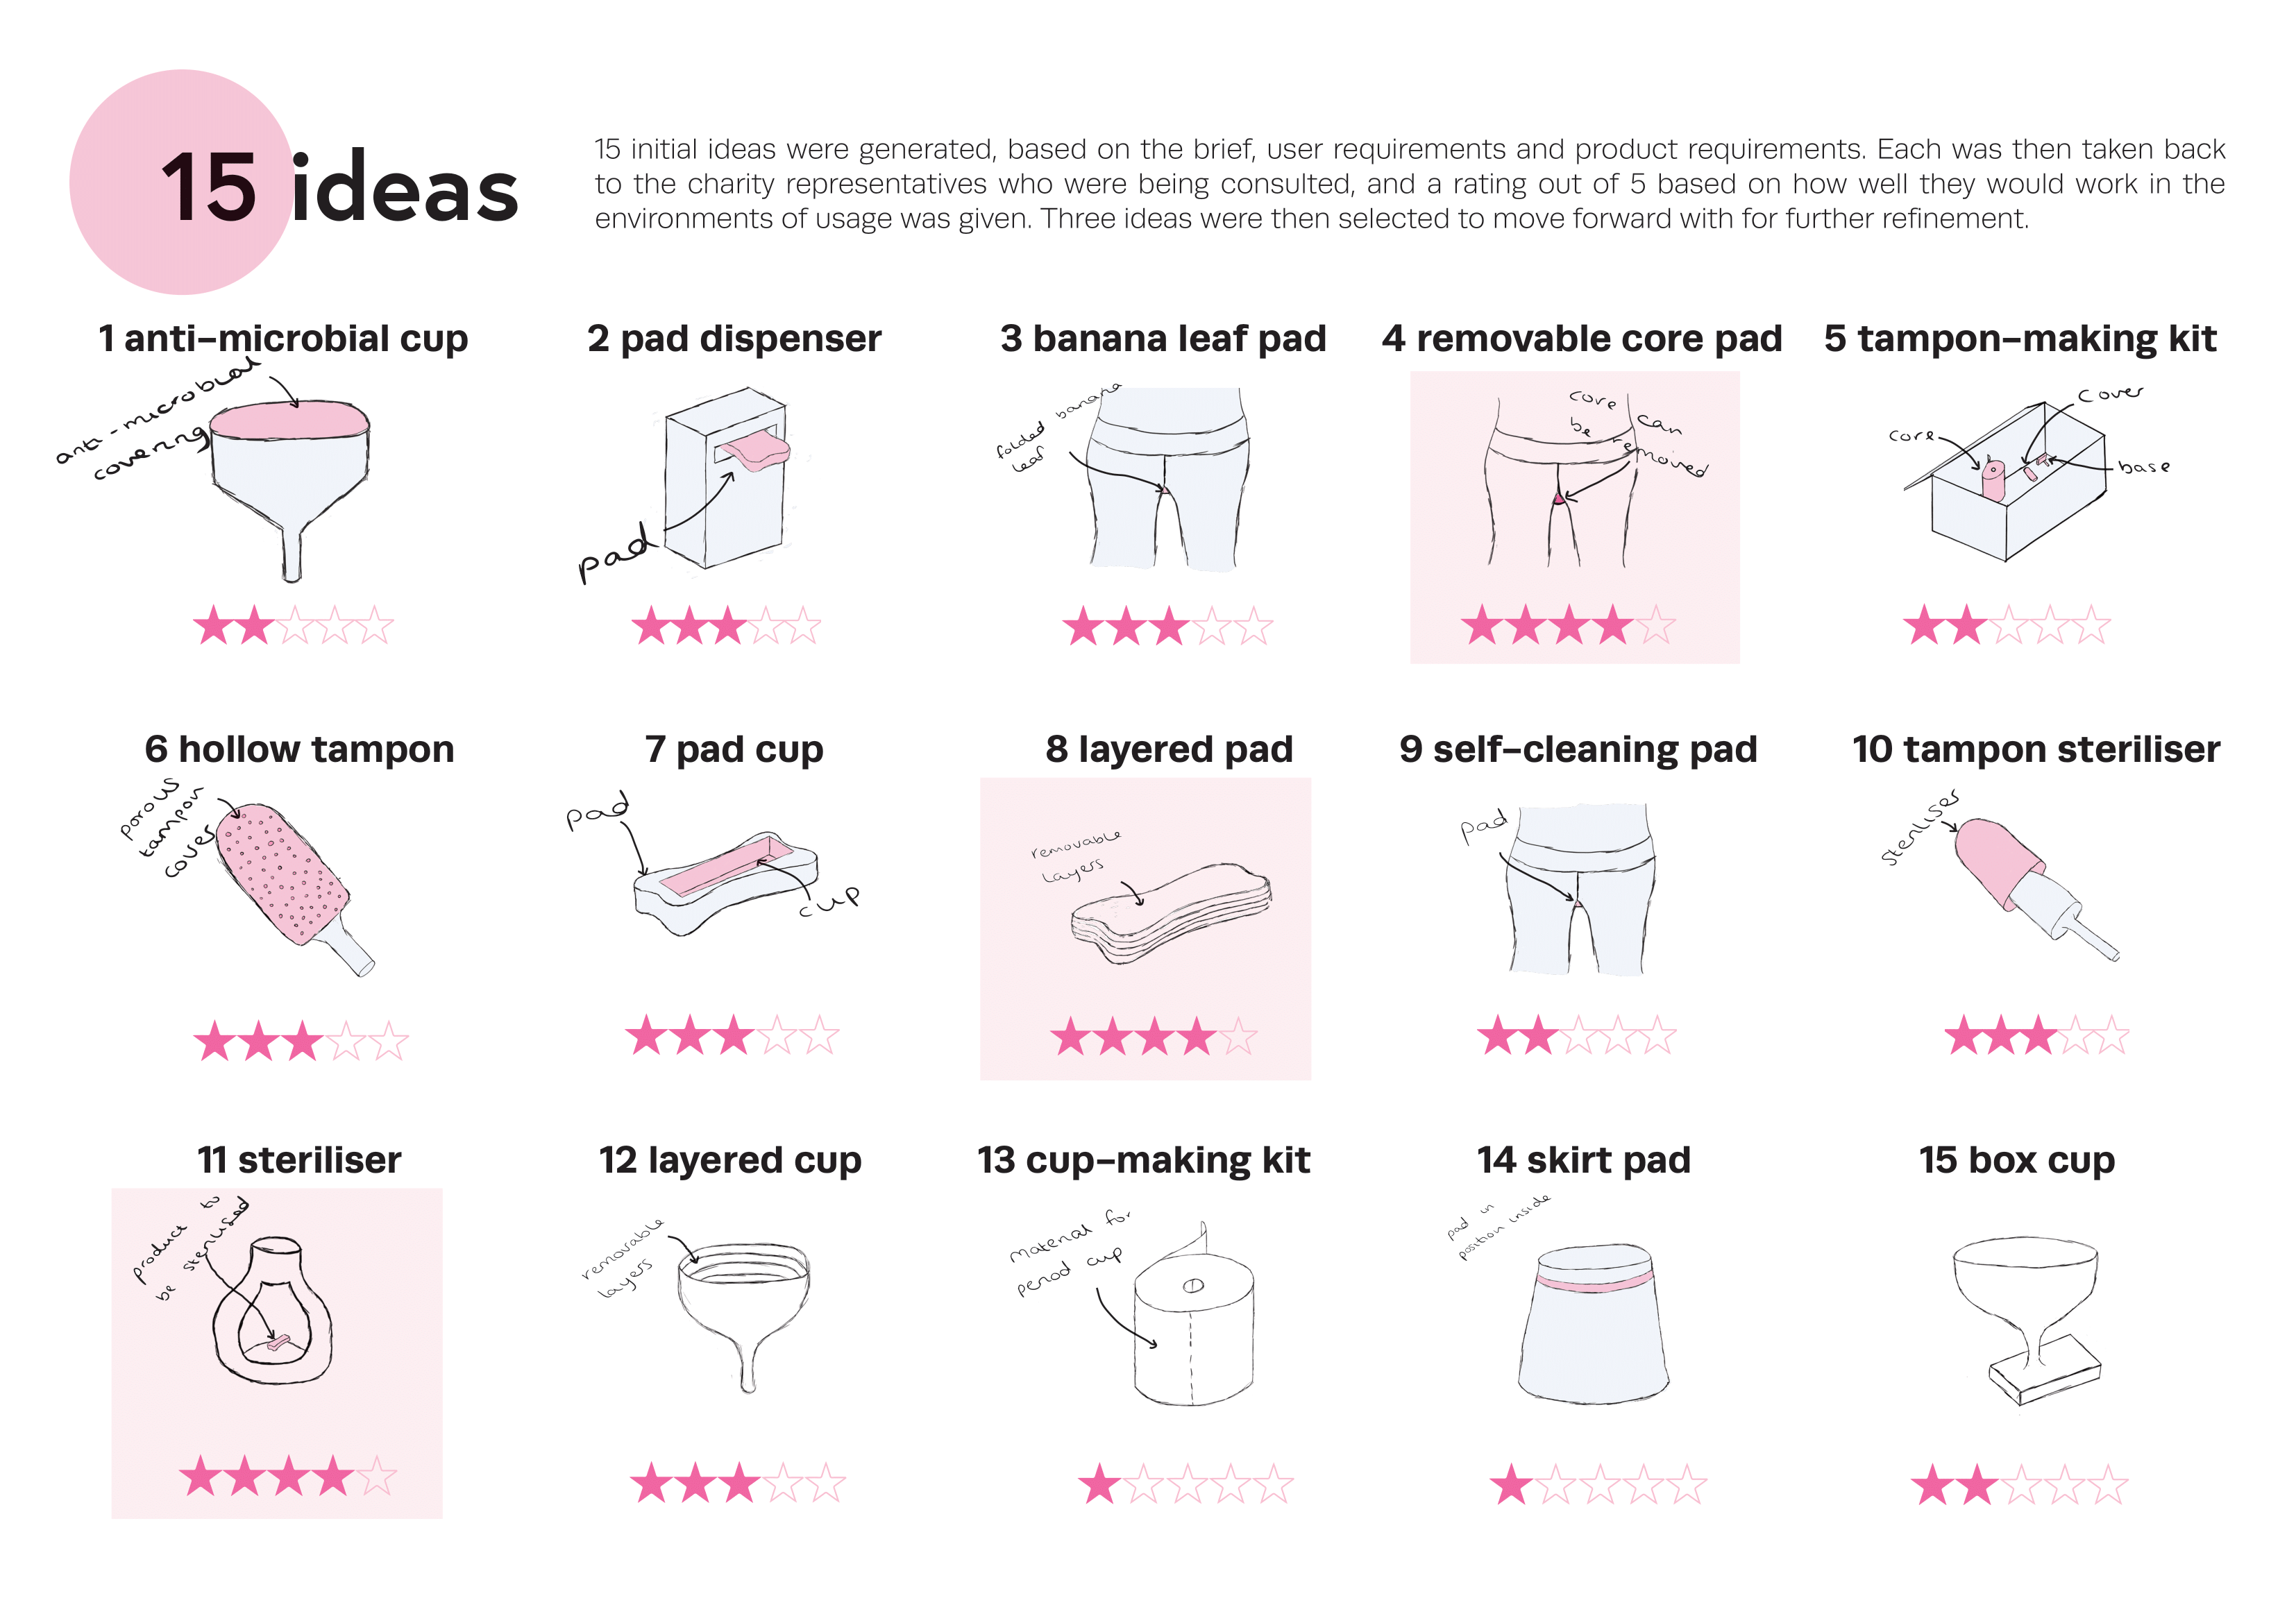 15 ideas
15 initial ideas were generated, based on the brief, user requirements and product requirements. Each was then taken back
to the charity representatives who were being consulted, and a rating out of 5 based on how well they would work in the
environments of usage was given. Three ideas were then selected to move forward with for further refinement.
1 anti-microbial cup
anti-microbial
covering
2 pad dispenser
pad
3 banana leaf pad
folded banana
leaf
4 removable core pad
core can
be removed
5 tampon-making kit
cover
core
base
6 hollow tampon
porous
tampon
cover
7 pad cup
pad
cup
8 layered pad
removable
layers
9 self-cleaning pad
pad
10 tampon steriliser
steriliser
11 steriliser
product to
be sterilised
12 layered cup
removable
layers
13 cup-making kit
material for
period cup
14 skirt pad
pad in
position inside
15 box cup